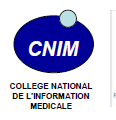 CNIM
COLLEGE NATIONAL
DE L'INFORMATION
MEDICALE